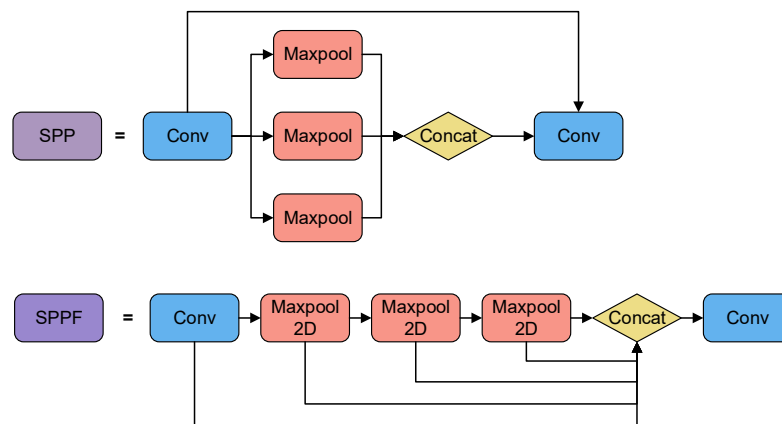 Maxpool
SPP = Conv Maxpool Concat Conv
Maxpool
SPPF = Conv Maxpool 2D Maxpool 2D Maxpool 2D Concat Conv